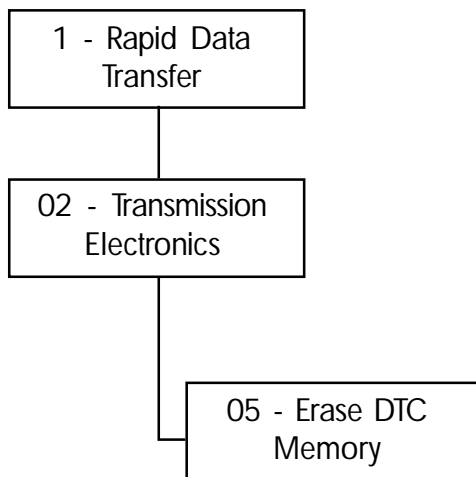 1 - Rapid Data
Transfer
02 - Transmission
Electronics
05 - Erase DTC
Memory